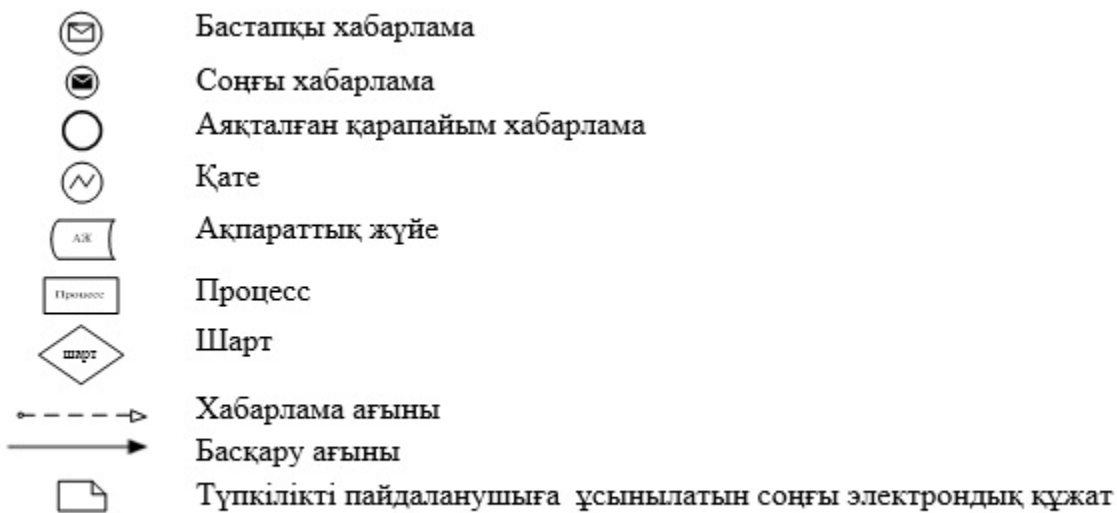 Бастапқы хабарлама
Соңғы хабарлама
Аяқталған қарапайым хабарлама
Қате
АЖ Ақпараттық жүйе
Процесс Процесс
шарт Шарт
Хабарлама ағыны
Басқару ағыны
Түпкілікті пайдаланушыға ұсынылатын соңғы электрондық құжат